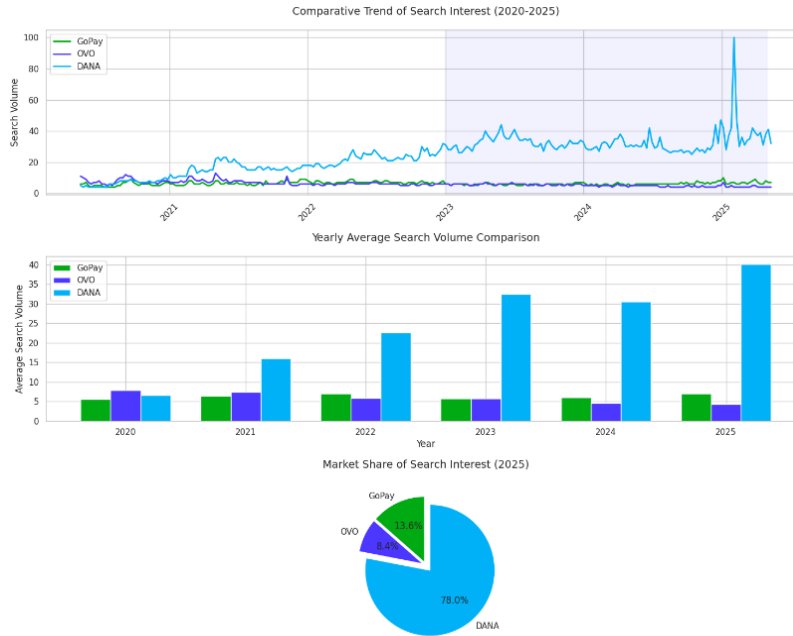 Comparative Trend of Search Interest (2020-2025)
GoPay
OVO
DANA
Search Volume
100
80
60
40
20
0
2021
2022
2023
2024
2025
Yearly Average Search Volume Comparison
GoPay
OVO
DANA
Average Search Volume
40
35
30
25
20
15
10
5
0
2020
2021
2022
2023
2024
2025
Year
Market Share of Search Interest (2025)
GoPay
13.6%
OVO
8.4%
78.0%
DANA